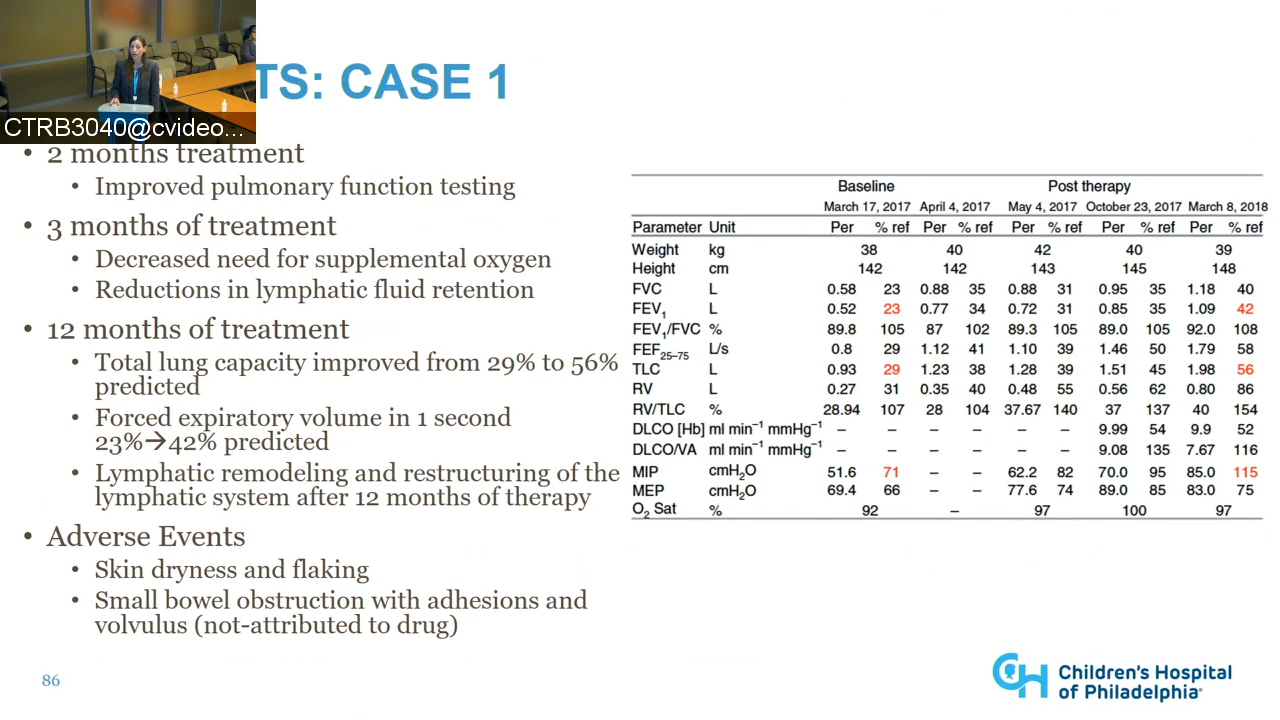 TS: CASE 1
CTRB3040@cvideo...
• 2 months treatment
• Improved pulmonary function testing
• 3 months of treatment
• Decreased need for supplemental oxygen
• Reductions in lymphatic fluid retention
• 12 months of treatment
• Total lung capacity improved from 29% to 56%
predicted
• Forced expiratory volume in 1 second
23%→42% predicted
• Lymphatic remodeling and restructuring of the
lymphatic system after 12 months of therapy
• Adverse Events
• Skin dryness and flaking
• Small bowel obstruction with adhesions and
volvulus (not-attributed to drug)
Baseline Post therapy
March 17, 2017 April 4, 2017 May 4, 2017 October 23, 2017 March 8, 2018
Parameter Unit Per % ref Per % ref Per % ref Per % ref Per % ref
Weight kg 38 40 42 40 39
Height cm 142 142 143 145 148
FVC L 0.58 23 0.88 35 0.88 31 0.95 35 1.18 40
FEV1 L 0.52 23 0.77 34 0.72 31 0.85 35 1.09 42
FEV1/FVC % 89.8 105 87 102 89.3 105 89.0 105 92.0 108
FEF25–75 L/s 0.8 29 1.12 41 1.10 39 1.46 50 1.79 58
TLC L 0.93 29 1.23 38 1.28 39 1.51 45 1.98 56
RV L 0.27 31 0.35 40 0.48 55 0.56 62 0.80 86
RV/TLC % 28.94 107 28 104 37.67 140 37 137 40 154
DLCO [Hb] ml min−1 mmHg−1 – – – – – – 9.99 54 9.9 52
DLCO/VA ml min−1 mmHg−1 – – – – – – 9.08 135 7.67 116
MIP cmH2O 51.6 71 – – 62.2 82 70.0 95 85.0 115
MEP cmH2O 69.4 66 – – 77.6 74 89.0 85 83.0 75
O2 Sat % 92 – 97 100 97
86
CH Children's Hospital
of Philadelphia